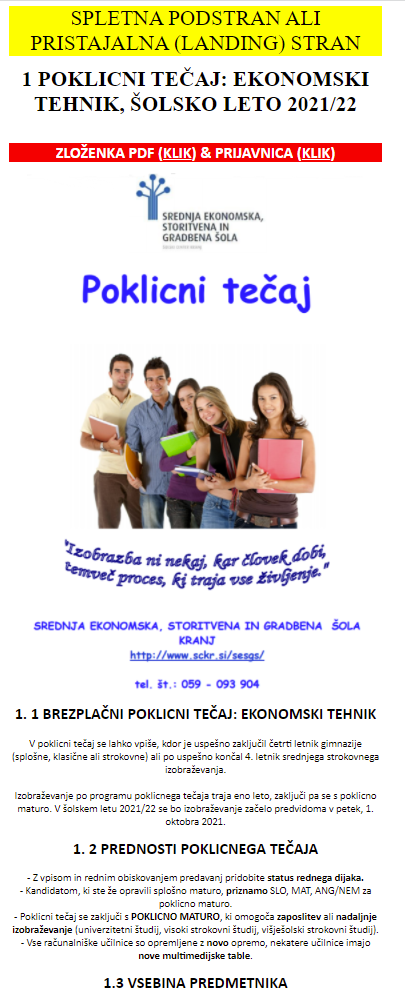 SPLETNA PODSTRAN ALI
PRISTAJALNA (LANDING) STRAN
1 POKLICNI TEČAJ: EKONOMSKI
TEHNIK, ŠOLSKO LETO 2021/22
ZLOŽENKA PDF (KLIK) & PRIJAVNICA (KLIK)
SREDNJA EKONOMSKA,
STORITVENA IN
GRADBENA ŠOLA
Poklicni tečaj
"Izobrazba ni nekaj, kar človek dobi,
temveč proces, ki traja vse življenje."
SREDNJA EKONOMSKA, STORITVENA IN GRADBENA ŠOLA
KRANJ
http://www.sckr.si/sesgs/
tel. št.: 059 - 093 904
1. 1 BREZPLAČNI POKLICNI TEČAJ: EKONOMSKI TEHNIK
V poklicni tečaj se lahko vpiše, kdor je uspešno zaključil četrti letnik gimnazije
(splošne, klasične ali strokovne) ali po uspešno končal 4. letnik srednjega strokovnega
izobraževanja.
Izobraževanje po programu poklicnega tečaja traja eno leto, zaključi pa se s poklicno
maturo. V šolskem letu 2021/22 se bo izobraževanje začelo predvidoma v petek, 1.
oktobra 2021.
1. 2 PREDNOSTI POKLICNEGA TEČAJA
- Z vpisom in rednim obiskovanjem predavanj pridobite status rednega dijaka.
- Kandidatom, ki ste že opravili splošno maturo, priznamo SLO, MAT, ANG/NEM za
poklicno maturo.
- Poklicni tečaj se zaključi s POKLICNO MATURO, ki omogoča zaposlitev ali nadaljnje
izobraževanje (univerzitetni študij, visoki strokovni študij, višješolski strokovni študij).
- Vse računalniške učilnice so opremljene z novo opremo, nekatere učilnice imajo
nove multimedijske table.
1.3 VSEBINA PREDMETNIKA